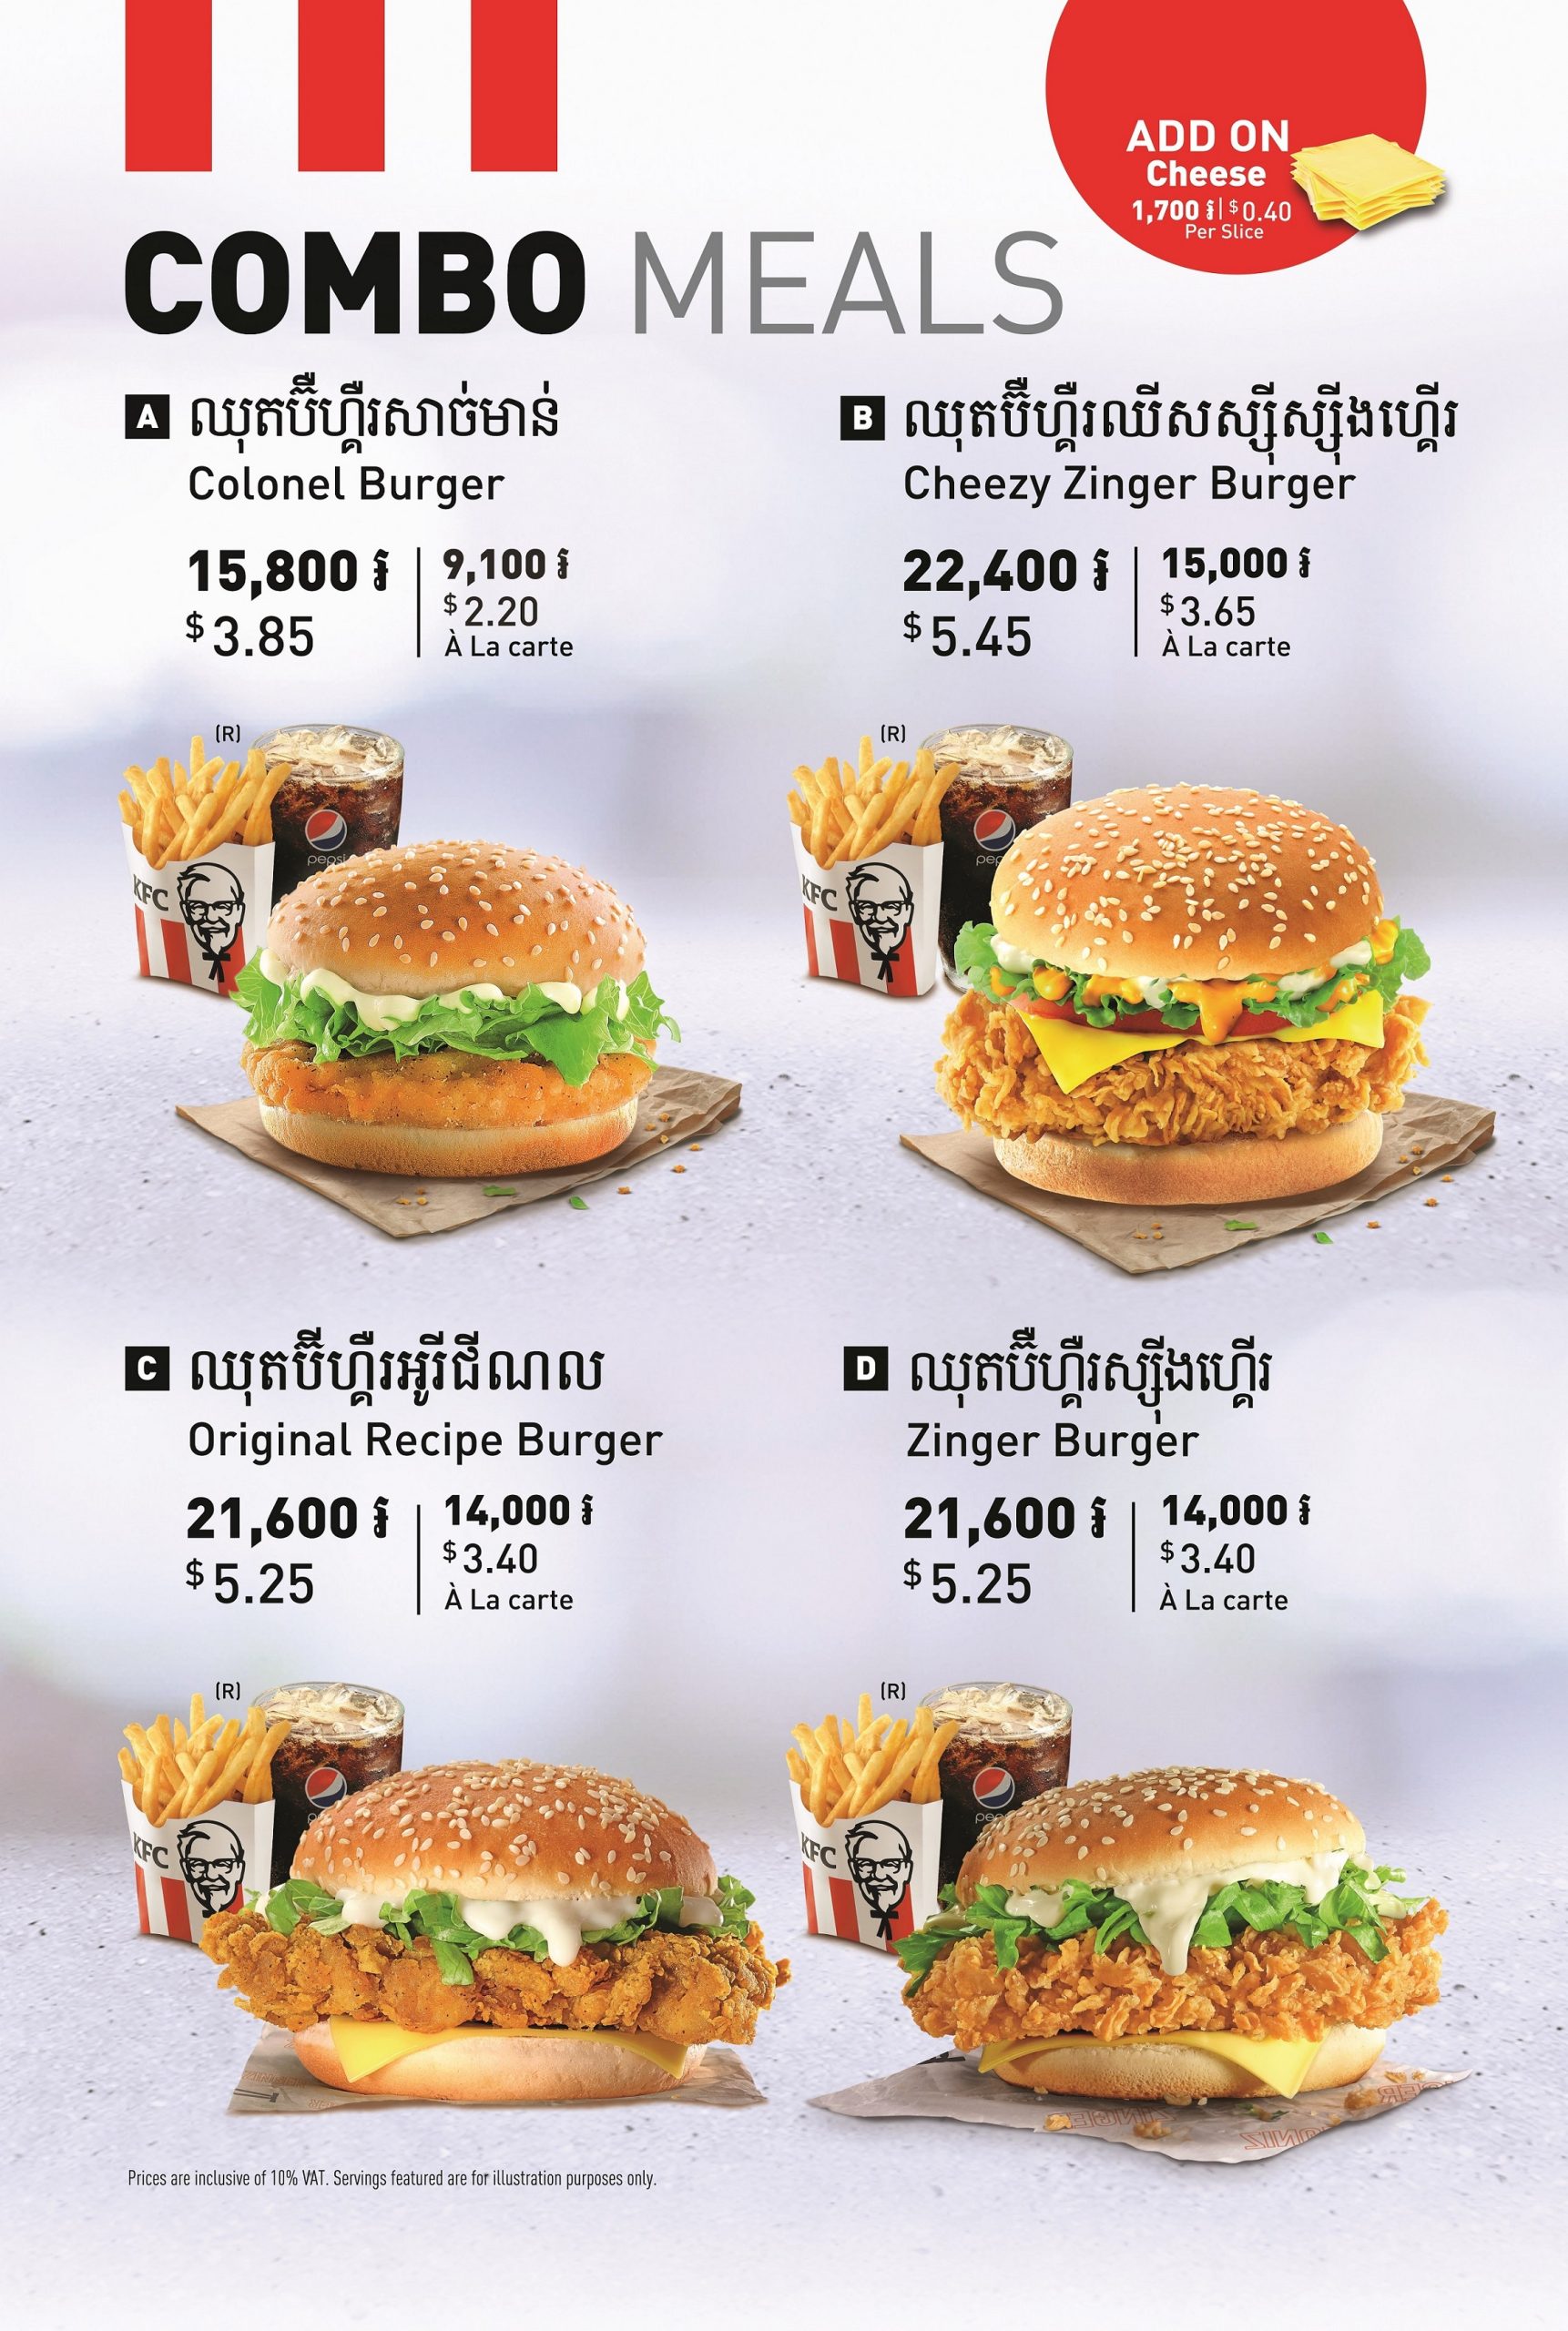 ADD ON
Cheese
1,700 ៛ | $0.40
Per Slice
COMBO MEALS
A ឈុតប៊ឺហ្គឺរសាច់មាន់
Colonel Burger
15,800 ៛
$3.85
9,100 ៛
$2.20
À La carte
B ឈុតប៊ឺហ្គឺរឈីសស្ស៊ីស្ស៊ីងហ្គើរ
Cheezy Zinger Burger
22,400 ៛
$5.45
15,000 ៛
$3.65
À La carte
(R)
pepsi
KFC
(R)
pep
KFC
C ឈុតប៊ឺហ្គឺរអូរីជីណល
Original Recipe Burger
21,600 ៛
$5.25
14,000 ៛
$3.40
À La carte
D ឈុតប៊ឺហ្គឺរស្ស៊ីងហ្គើរ
Zinger Burger
21,600 ៛
$5.25
14,000 ៛
$3.40
À La carte
(R)
KFC
(R)
pep
KFC
Prices are inclusive of 10% VAT. Servings featured are for illustration purposes only.